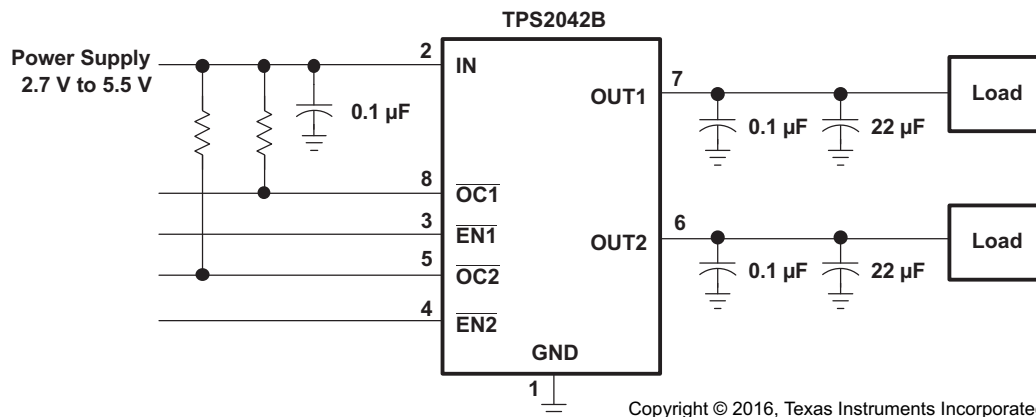 TPS2042B
Power Supply
2.7 V to 5.5 V
2
IN
0.1 µF
7
OUT1
0.1 µF
22 µF
Load
8
OC1
3
EN1
5
OC2
4
EN2
6
OUT2
0.1 µF
22 µF
Load
GND
1
Copyright © 2016, Texas Instruments Incorporate